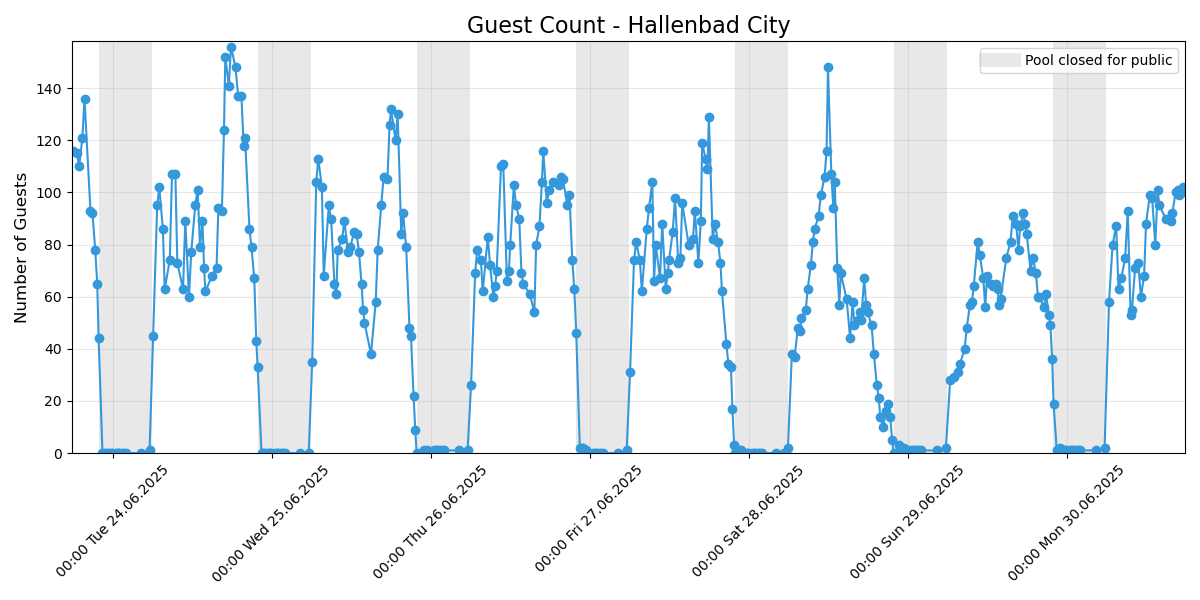 Guest Count - Hallenbad City
Pool closed for public
Number of Guests
140
120
100
80
60
40
20
0
00:00 Tue 24.06.2025
00:00 Wed 25.06.2025
00:00 Thu 26.06.2025
00:00 Fri 27.06.2025
00:00 Sat 28.06.2025
00:00 Sun 29.06.2025
00:00 Mon 30.06.2025